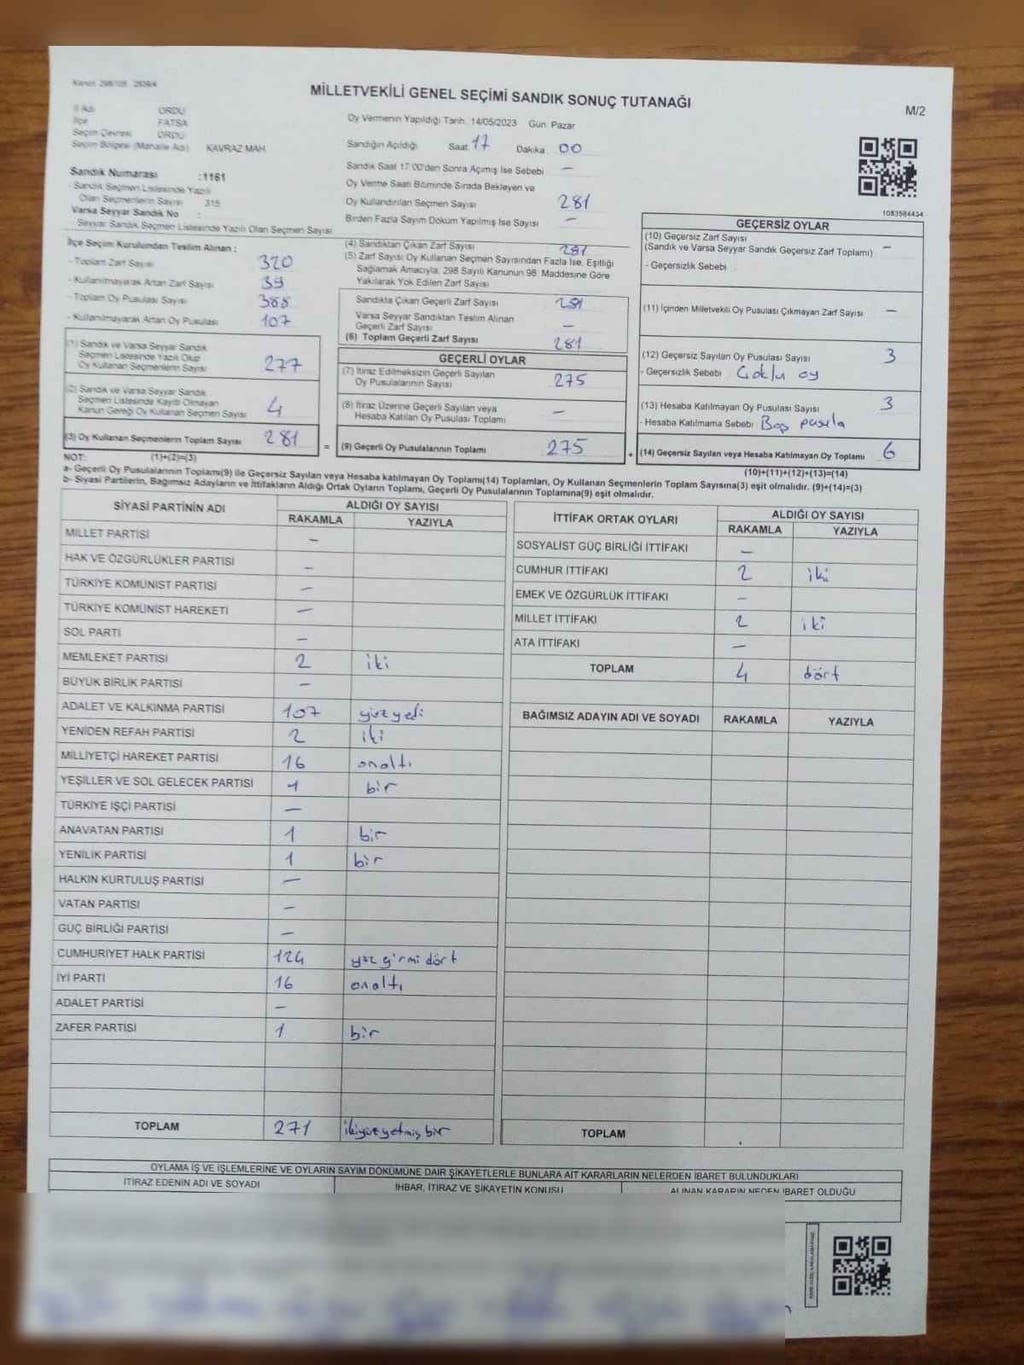 Kanun 298/105 2839/4
MİLLETVEKİLİ GENEL SEÇİMİ SANDIK SONUÇ TUTANAĞI
M/2
İl Adı ORDU
İlçe FATSA
Seçim Çevresi ORDU
Seçim Bölgesi (Mahalle Adı) KAVRAZ MAH
Sandık Numarası :1161
- Sandık Seçmen Listesinde Yazılı
Olan Seçmenlerin Sayısı 315
Varsa Seyyar Sandık No :
- Seyyar Sandık Seçmen Listesinde Yazılı Olan Seçmen Sayısı
Oy Vermenin Yapıldığı Tarih: 14/05/2023 Gün: Pazar
Sandığın Açıldığı Saat 17 Dakika 00
Sandık Saat 17:00'den Sonra Açılmış İse Sebebi –
Oy Verme Saati Bitiminde Sırada Bekleyen ve
Oy Kullandırılan Seçmen Sayısı 281
Birden Fazla Sayım Döküm Yapılmış İse Sayısı –
1083584434
İlçe Seçim Kurulundan Teslim Alınan :
- Toplam Zarf Sayısı 320
- Kullanılmayarak Artan Zarf Sayısı 39
- Toplam Oy Pusulası Sayısı 388
- Kullanılmayarak Artan Oy Pusulası 107
(1) Sandık ve Varsa Seyyar Sandık
Seçmen Listesinde Yazılı Olup
Oy Kullanan Seçmenlerin Sayısı 277
(2) Sandık ve Varsa Seyyar Sandık
Seçmen Listesinde Kayıtlı Olmayan
Kanun Gereği Oy Kullanan Seçmen Sayısı 4
(3) Oy Kullanan Seçmenlerin Toplam Sayısı 281 =
(4) Sandıktan Çıkan Zarf Sayısı 281
(5) Zarf Sayısı Oy Kullanan Seçmen Sayısından Fazla İse, Eşitliği
Sağlamak Amacıyla, 298 Sayılı Kanunun 98. Maddesine Göre
Yakılarak Yok Edilen Zarf Sayısı
Sandıkta Çıkan Geçerli Zarf Sayısı 281
Varsa Seyyar Sandıktan Teslim Alınan
Geçerli Zarf Sayısı –
(6) Toplam Geçerli Zarf Sayısı 281
GEÇERLİ OYLAR
(7) İtiraz Edilmeksizin Geçerli Sayılan
Oy Pusulalarının Sayısı 275
(8) İtiraz Üzerine Geçerli Sayılan veya
Hesaba Katılan Oy Pusulası Toplamı –
(9) Geçerli Oy Pusulalarının Toplamı 275 +
GEÇERSİZ OYLAR
(10) Geçersiz Zarf Sayısı
(Sandık ve Varsa Seyyar Sandık Geçersiz Zarf Toplamı) –
- Geçersizlik Sebebi
(11) İçinden Milletvekili Oy Pusulası Çıkmayan Zarf Sayısı –
(12) Geçersiz Sayılan Oy Pusulası Sayısı 3
- Geçersizlik Sebebi Çoklu oy
(13) Hesaba Katılmayan Oy Pusulası Sayısı 3
- Hesaba Katılmama Sebebi Boş pusula
(14) Geçersiz Sayılan veya Hesaba Katılmayan Oy Toplamı 6
NOT: (1)+(2)=(3)
(10)+(11)+(12)+(13)=(14)
a- Geçerli Oy Pusulalarının Toplamı(9) ile Geçersiz Sayılan veya Hesaba katılmayan Oy Toplamı(14) Toplamları, Oy Kullanan Seçmenlerin Toplam Sayısına(3) eşit olmalıdır. (9)+(14)=(3)
b- Siyasi Partilerin, Bağımsız Adayların ve İttifakların Aldığı Oy Ortak Oyların Toplamı, Geçerli Oy Pusulalarının Toplamına(9) eşit olmalıdır.
SİYASİ PARTİNİN ADI ALDIĞI OY SAYISI
RAKAMLA YAZIYLA
MİLLET PARTİSİ –
HAK VE ÖZGÜRLÜKLER PARTİSİ –
TÜRKİYE KOMÜNİST PARTİSİ –
TÜRKİYE KOMÜNİST HAREKETİ –
SOL PARTİ –
MEMLEKET PARTİSİ 2 iki
BÜYÜK BİRLİK PARTİSİ –
ADALET VE KALKINMA PARTİSİ 107 yüzyedi
YENİDEN REFAH PARTİSİ 2 iki
MİLLİYETÇİ HAREKET PARTİSİ 16 onaltı
YEŞİLLER VE SOL GELECEK PARTİSİ 1 bir
TÜRKİYE İŞÇİ PARTİSİ –
ANAVATAN PARTİSİ 1 bir
YENİLİK PARTİSİ 1 bir
HALKIN KURTULUŞ PARTİSİ –
VATAN PARTİSİ –
GÜÇ BİRLİĞİ PARTİSİ –
CUMHURİYET HALK PARTİSİ 124 yüz yirmi dört
İYİ PARTİ 16 onaltı
ADALET PARTİSİ –
ZAFER PARTİSİ 1 bir
TOPLAM 271 ikiyüzyetmiş bir
İTTİFAK ORTAK OYLARI ALDIĞI OY SAYISI
RAKAMLA YAZIYLA
SOSYALİST GÜÇ BİRLİĞİ İTTİFAKI –
CUMHUR İTTİFAKI 2 iki
EMEK VE ÖZGÜRLÜK İTTİFAKI –
MİLLET İTTİFAKI 2 iki
ATA İTTİFAKI –
TOPLAM 4 dört
BAĞIMSIZ ADAYIN ADI VE SOYADI RAKAMLA YAZIYLA
TOPLAM
OYLAMA İŞ VE İŞLEMLERİNE VE OYLARIN SAYIM DÖKÜMÜNE DAİR ŞİKAYETLERLE BUNLARA AİT KARARLARIN NELERDEN İBARET BULUNDUKLARI
İTİRAZ EDENİN ADI VE SOYADI İHBAR, İTİRAZ VE ŞİKAYETİN KONUSU ALINAN KARARIN NEDEN İBARET OLDUĞU